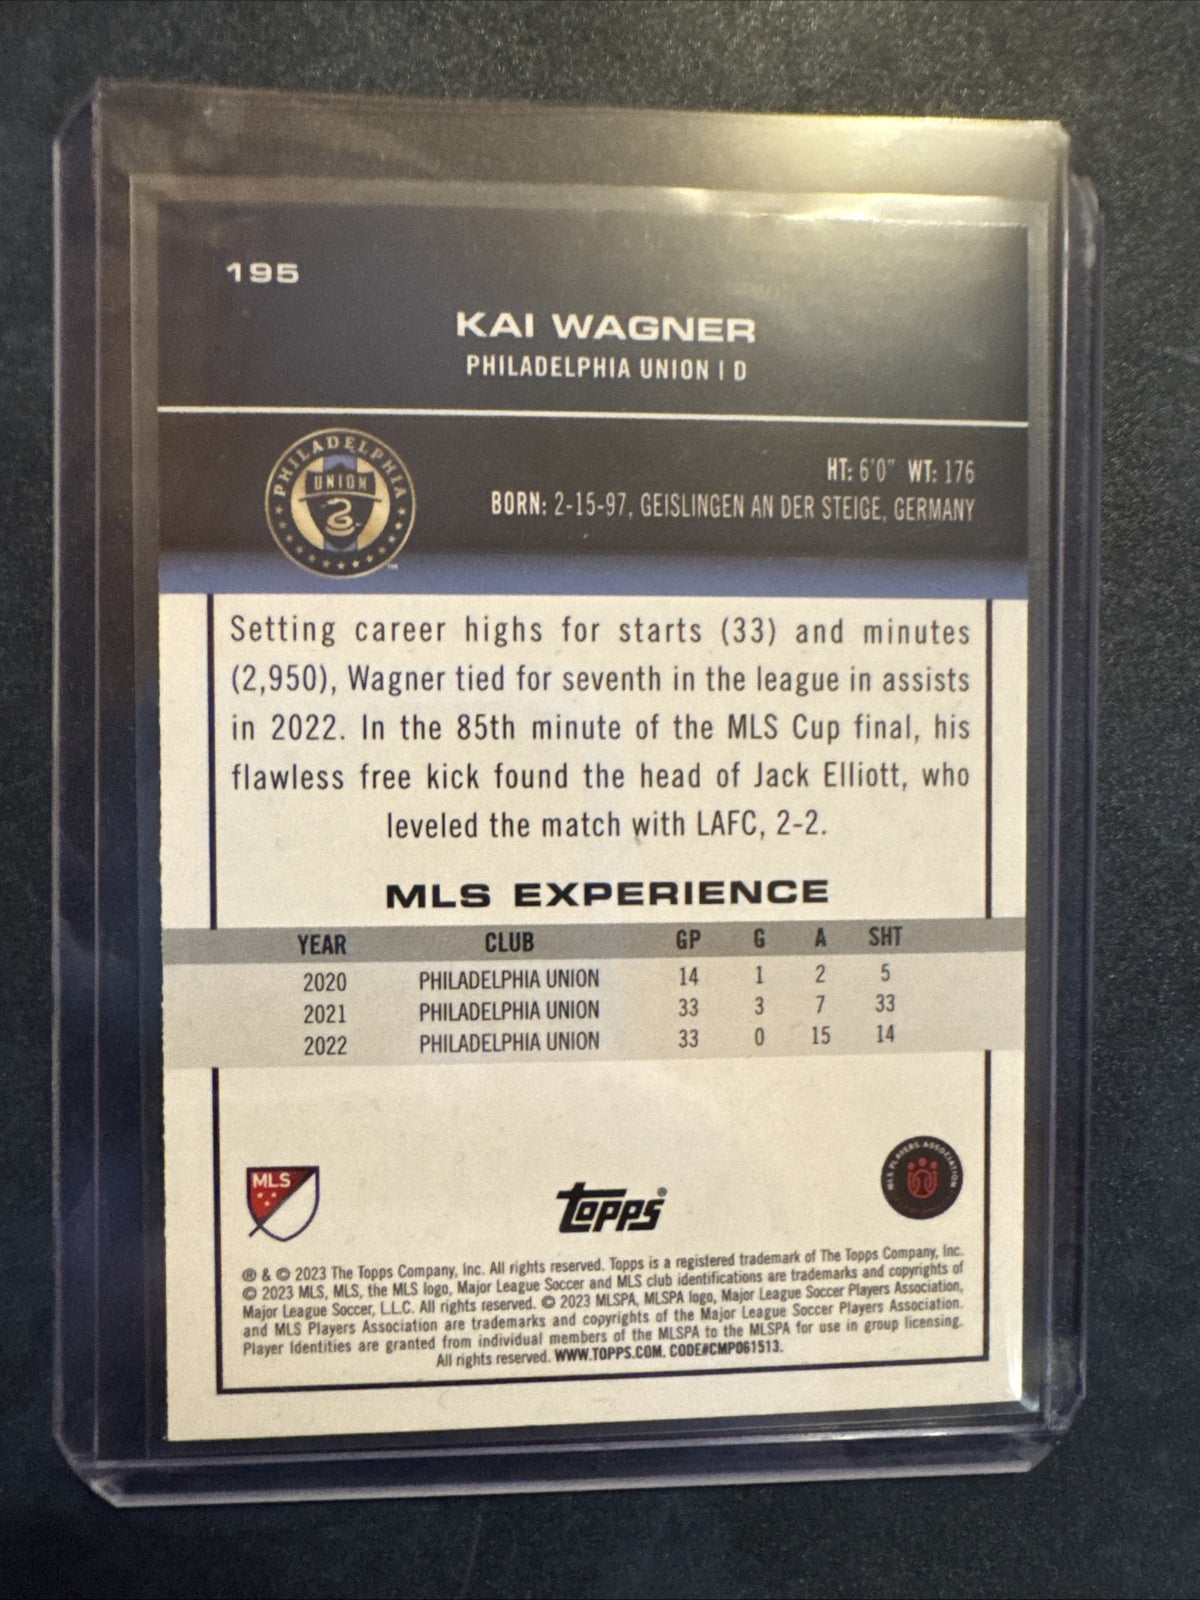 195
KAI WAGNER
PHILADELPHIA UNION | D
PHILADELPHIA
UNION
TM
HT: 6'0" WT: 176
BORN: 2-15-97, GEISLINGEN AN DER STEIGE, GERMANY
Setting career highs for starts (33) and minutes
(2,950), Wagner tied for seventh in the league in assists
in 2022. In the 85th minute of the MLS Cup final, his
flawless free kick found the head of Jack Elliott, who
leveled the match with LAFC, 2-2.
MLS EXPERIENCE
YEAR CLUB GP G A SHT
2020 PHILADELPHIA UNION 14 1 2 5
2021 PHILADELPHIA UNION 33 3 7 33
2022 PHILADELPHIA UNION 33 0 15 14
MLS
Topps®
MLS PLAYERS ASSOCIATION
® & © 2023 The Topps Company, Inc. All rights reserved. Topps is a registered trademark of The Topps Company, Inc.
© 2023 MLS, MLS, the MLS logo, Major League Soccer and MLS club identifications are trademarks and copyrights of
Major League Soccer, L.L.C. All rights reserved. © 2023 MLSPA, MLSPA logo, Major League Soccer Players Association,
and MLS Players Association are trademarks and copyrights of the Major League Soccer Players Association.
Player Identities are granted from individual members of the MLSPA to the MLSPA for use in group licensing.
All rights reserved. WWW.TOPPS.COM. CODE#CMP061513.